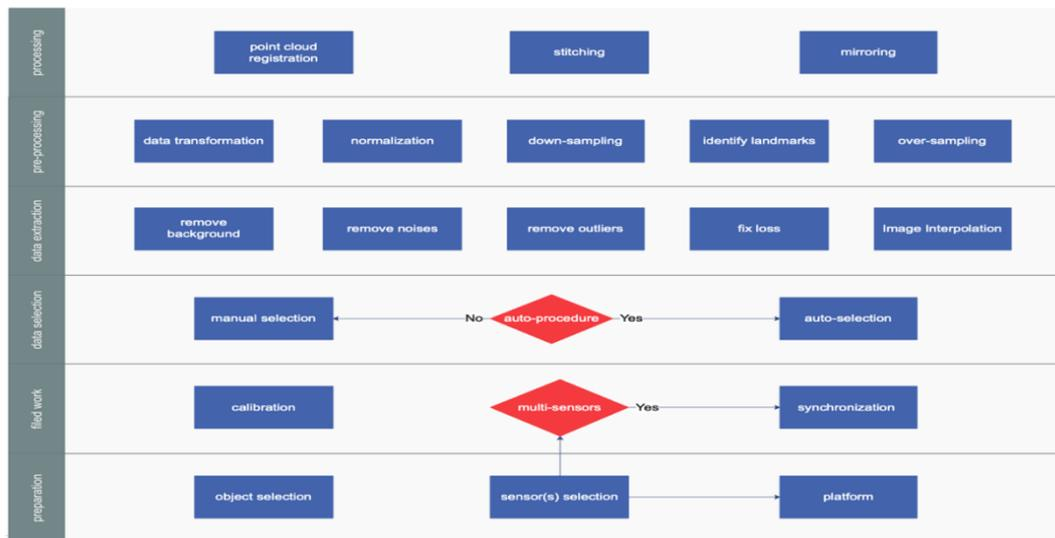 processing
point cloud
registration
stitching
mirroring
pre-processing
data transformation
normalization
down-sampling
identify landmarks
over-sampling
data extraction
remove
background
remove noises
remove outliers
fix loss
Image Interpolation
data selection
manual selection
No
auto-procedure
Yes
auto-selection
filed work
calibration
multi-sensors
Yes
synchronization
preparation
object selection
sensor(s) selection
platform